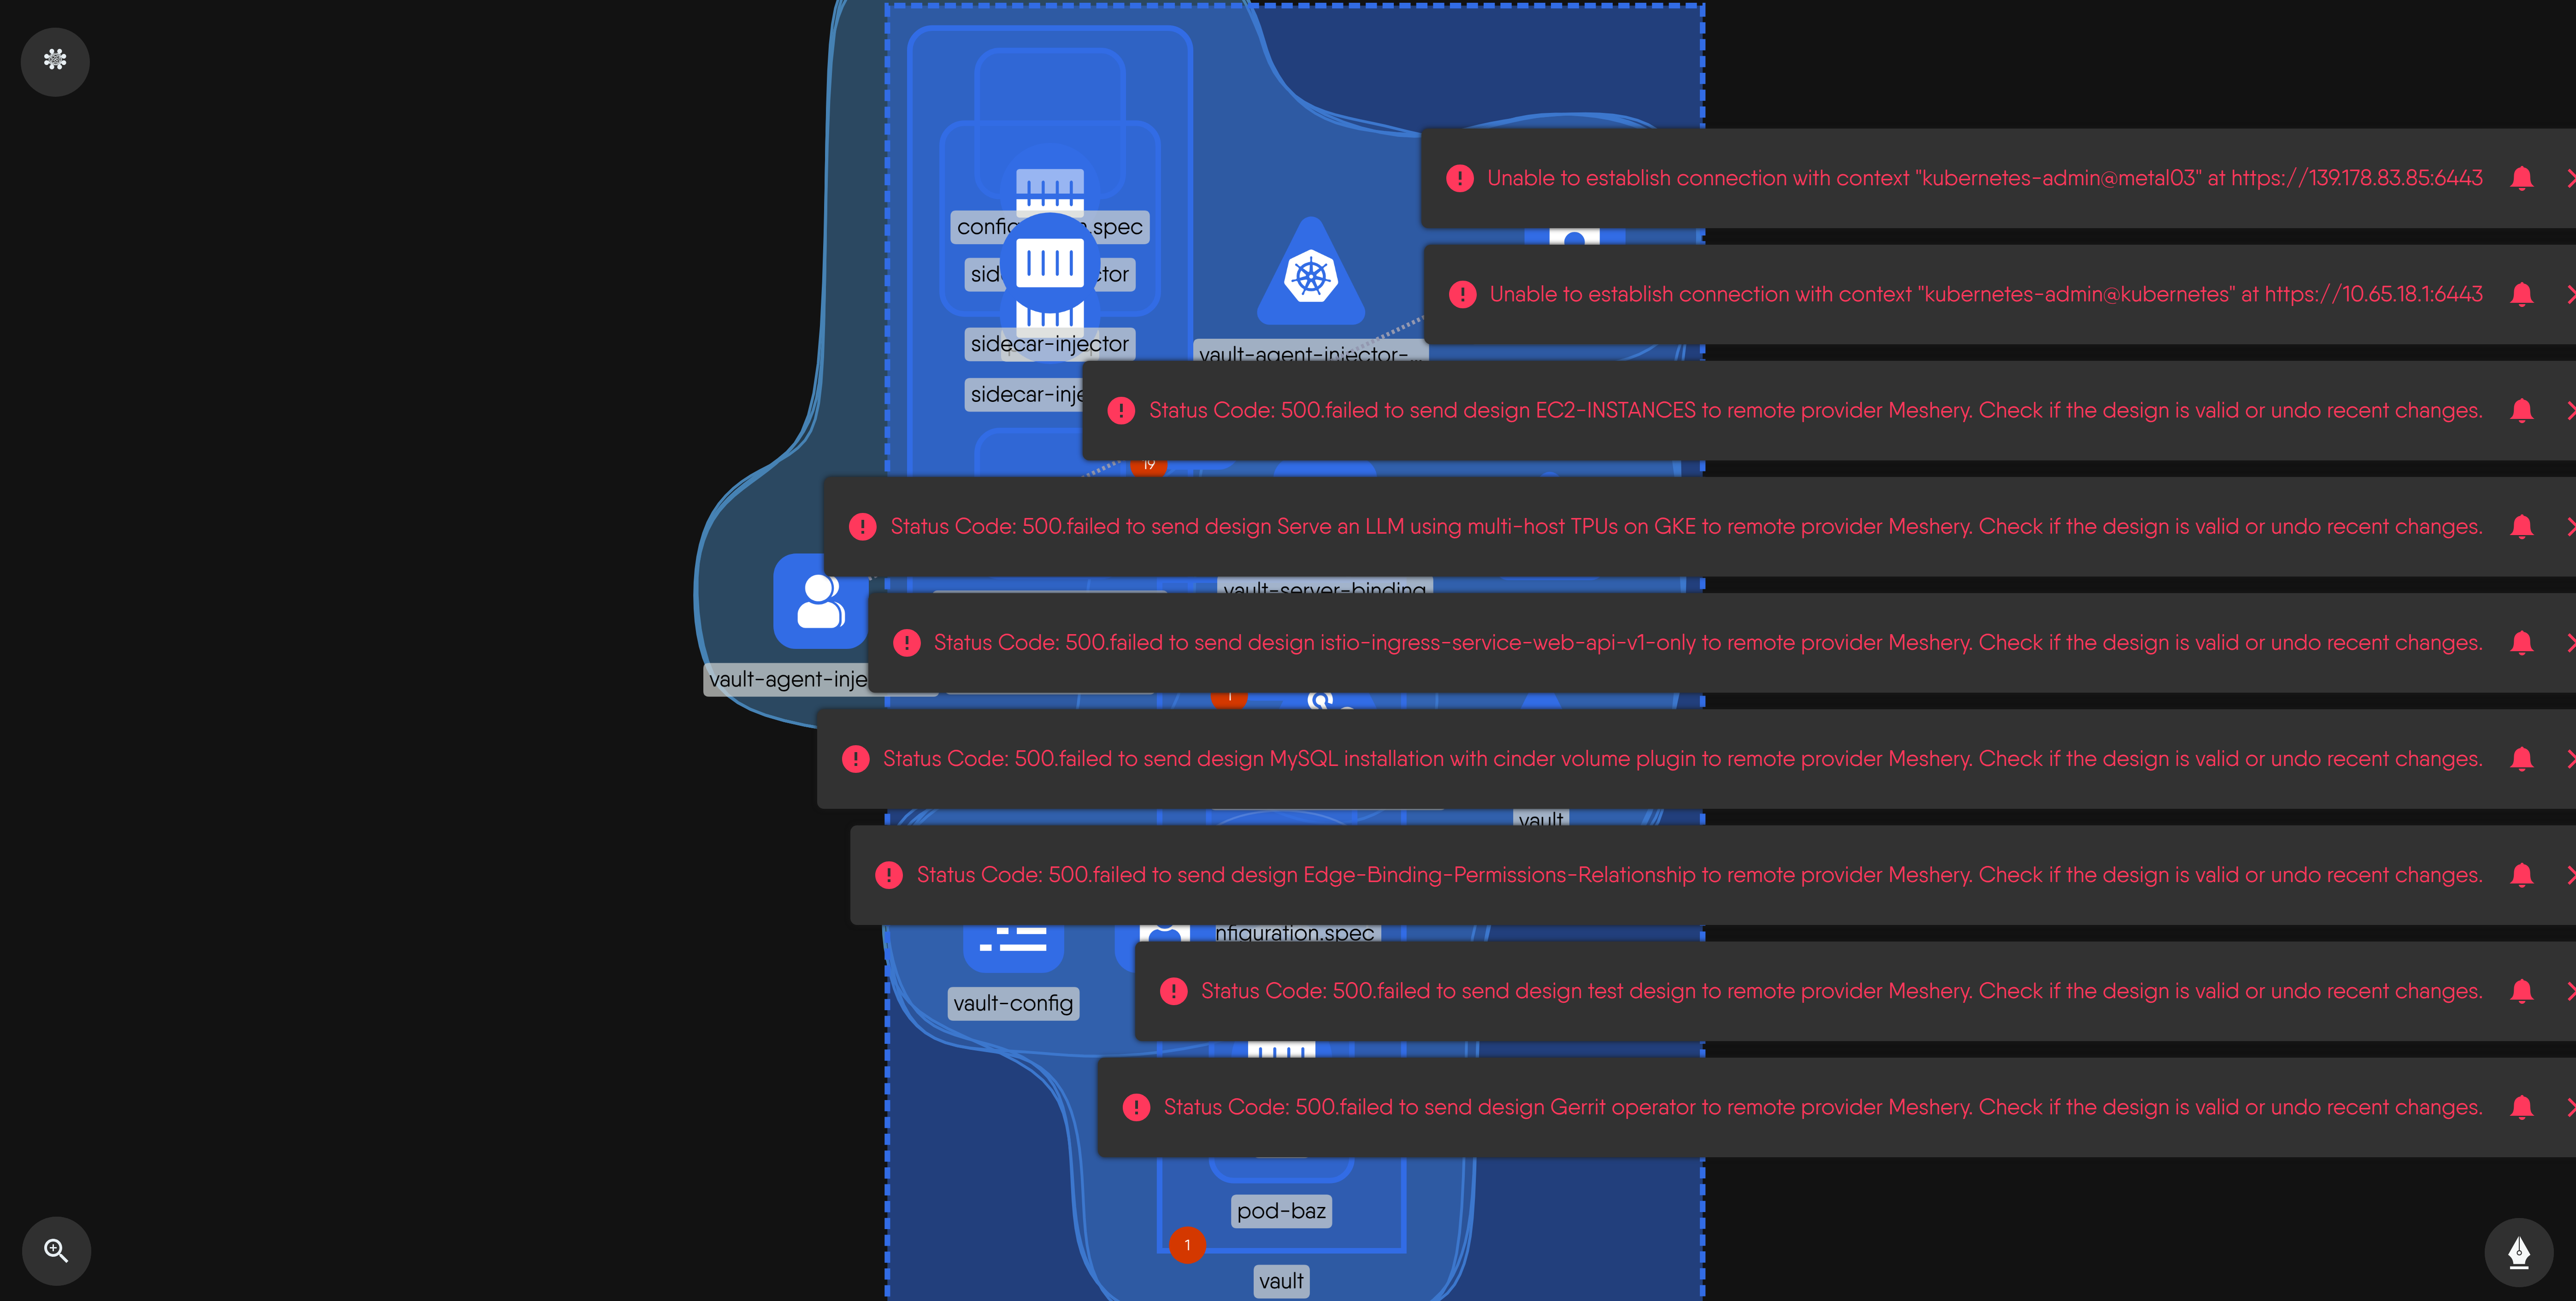 Unable to establish connection with context "kubernetes-admin@metal03" at https://139.178.83.85:6443
.spec
sidecar-injector
vault-agent-injector-...
Unable to establish connection with context "kubernetes-admin@kubernetes" at https://10.65.18.1:6443
Status Code: 500.failed to send design EC2-INSTANCES to remote provider Meshery. Check if the design is valid or undo recent changes.
19
Status Code: 500.failed to send design Serve an LLM using multi-host TPUs on GKE to remote provider Meshery. Check if the design is valid or undo recent changes.
vault-server-binding
Status Code: 500.failed to send design istio-ingress-service-web-api-v1-only to remote provider Meshery. Check if the design is valid or undo recent changes.
vault-agent-inje
1
Status Code: 500.failed to send design MySQL installation with cinder volume plugin to remote provider Meshery. Check if the design is valid or undo recent changes.
vault
Status Code: 500.failed to send design Edge-Binding-Permissions-Relationship to remote provider Meshery. Check if the design is valid or undo recent changes.
nfiguration.spec
vault-config
Status Code: 500.failed to send design test design to remote provider Meshery. Check if the design is valid or undo recent changes.
Status Code: 500.failed to send design Gerrit operator to remote provider Meshery. Check if the design is valid or undo recent changes.
pod-baz
1
vault